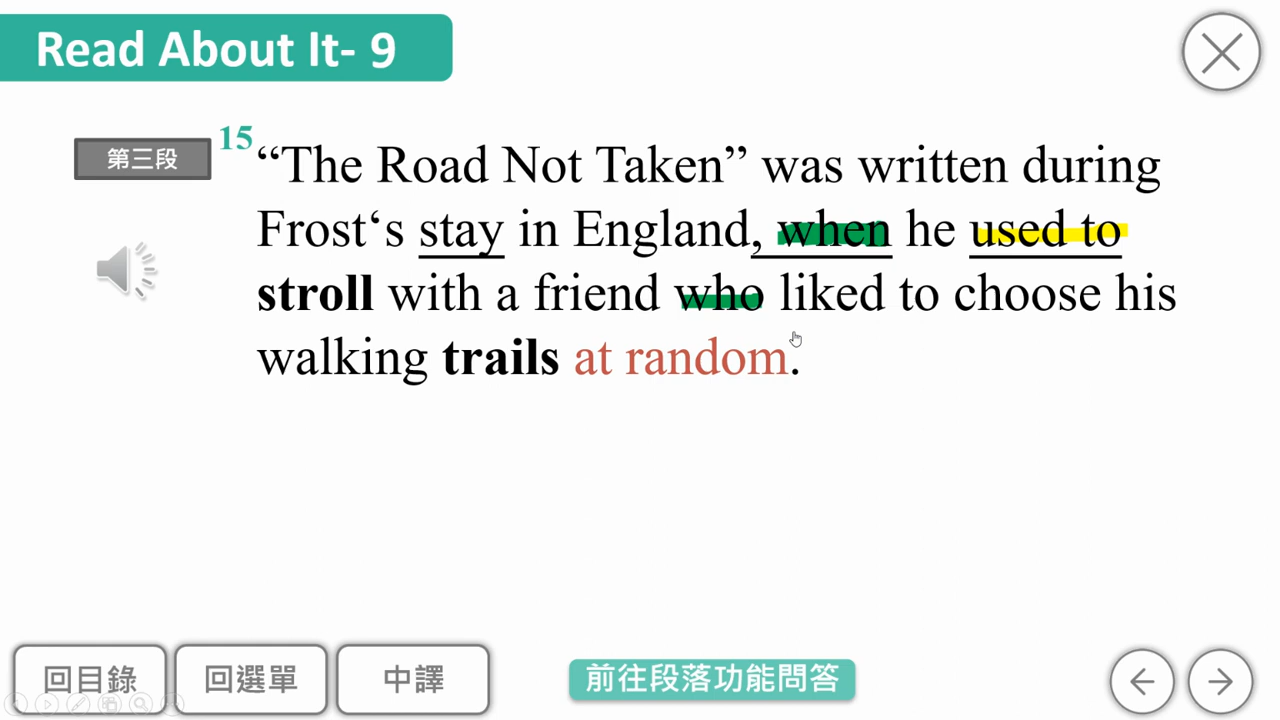 Read About It- 9
第三段
15
“The Road Not Taken” was written during
Frost‘s stay in England, when he used to
stroll with a friend who liked to choose his
walking trails at random.
回目錄
回選單
中譯
前往段落功能問答